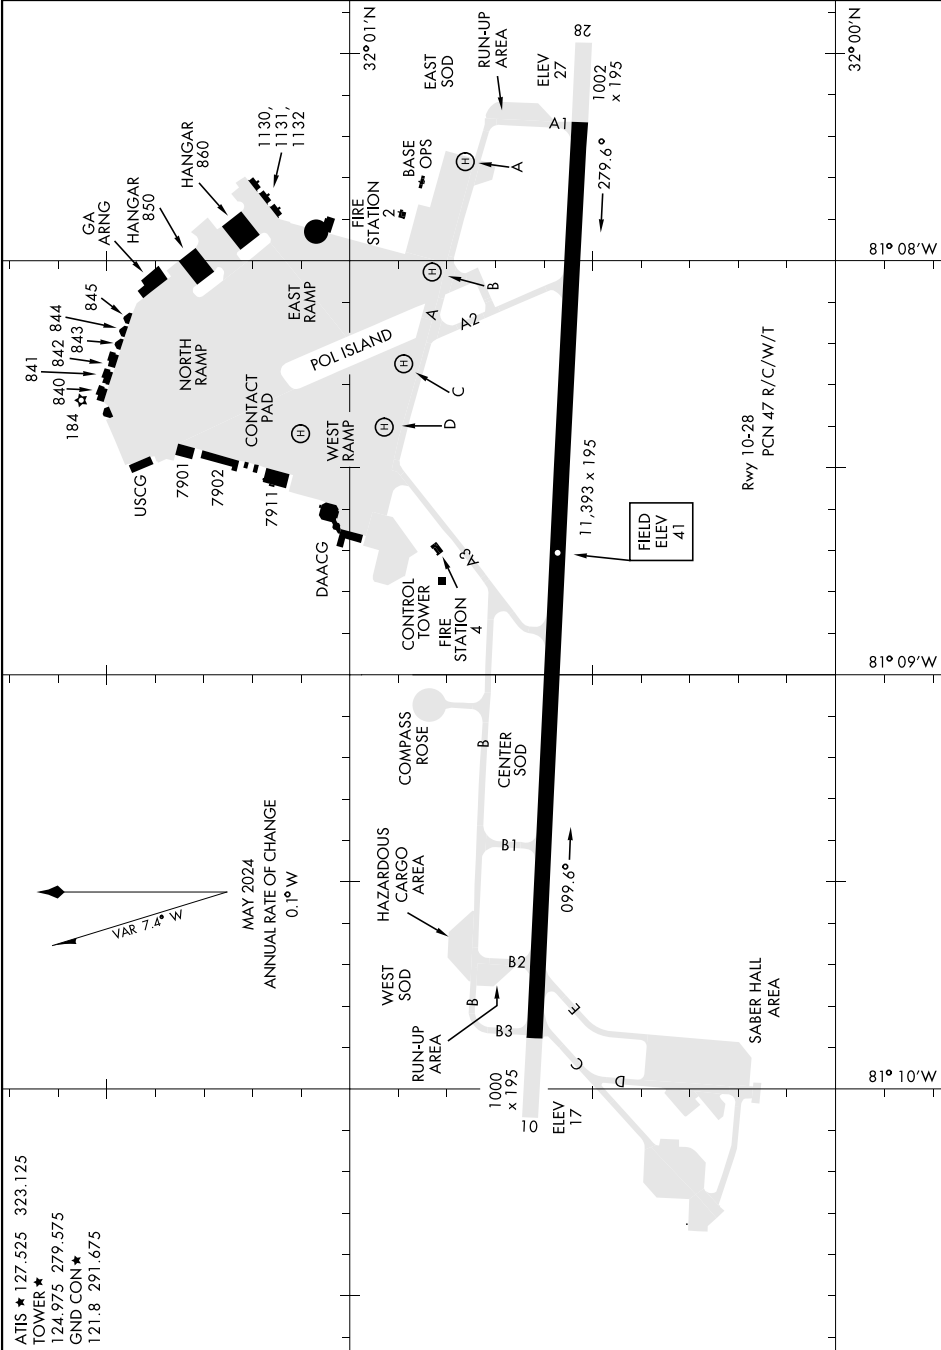 ATIS ★ 127.525 323.125
TOWER ★
124.975 279.575
GND CON ★
121.8 291.675
VAR 7.4° W
MAY 2024
ANNUAL RATE OF CHANGE
0.1° W
184
840
841
842
843
844
845
GA
ARNG
HANGAR
850
HANGAR
860
1130,
1131,
1132
USCG
7901
7902
7911
DAACG
NORTH
RAMP
CONTACT
PAD
WEST
RAMP
EAST
RAMP
POL ISLAND
H
H
H
H
H
FIRE
STATION
2
BASE
OPS
EAST
SOD
RUN-UP
AREA
32° 01'N
A
A
B
C
D
A2
A3
A1
CONTROL
TOWER
FIRE
STATION
4
COMPASS
ROSE
HAZARDOUS
CARGO
AREA
WEST
SOD
RUN-UP
AREA
CENTER
SOD
B
B
B1
B2
B3
E
C
D
1000
x 195
10
ELEV
17
099.6°
11,393 x 195
279.6°
ELEV
27
1002
x 195
28
FIELD
ELEV
41
Rwy 10-28
PCN 47 R/C/W/T
SABER HALL
AREA
81° 10'W
81° 09'W
81° 08'W
32° 00'N